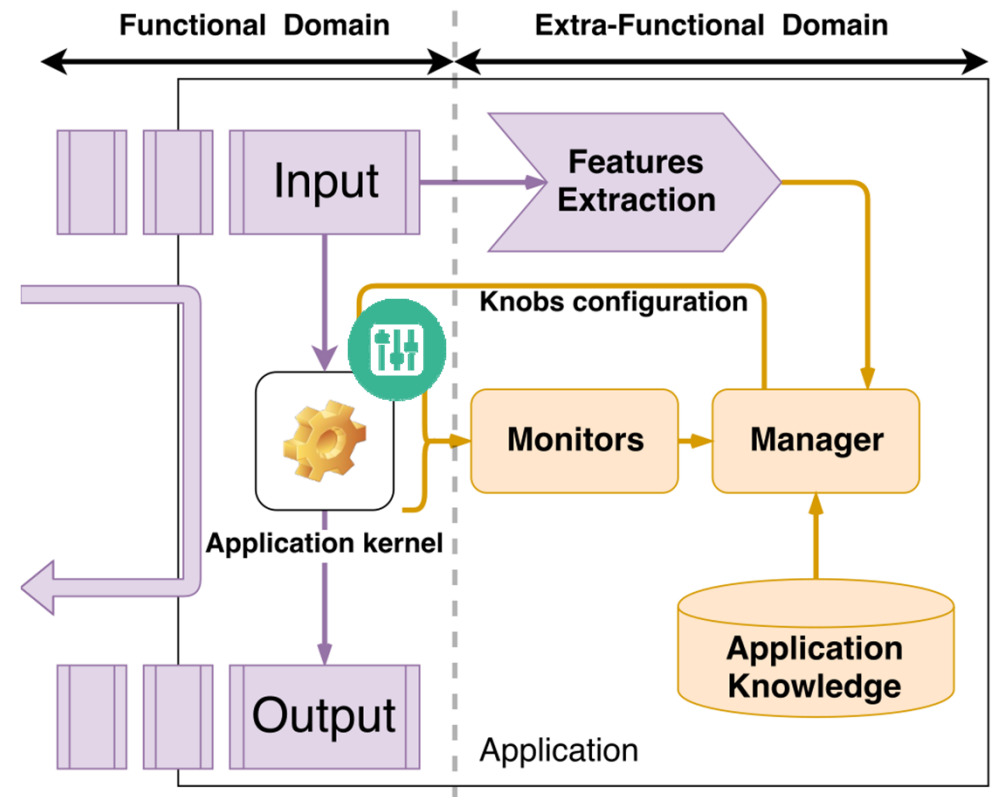 Functional Domain
Extra-Functional Domain
Input
Features
Extraction
Knobs configuration
Monitors
Manager
Application kernel
Application
Knowledge
Output
Application